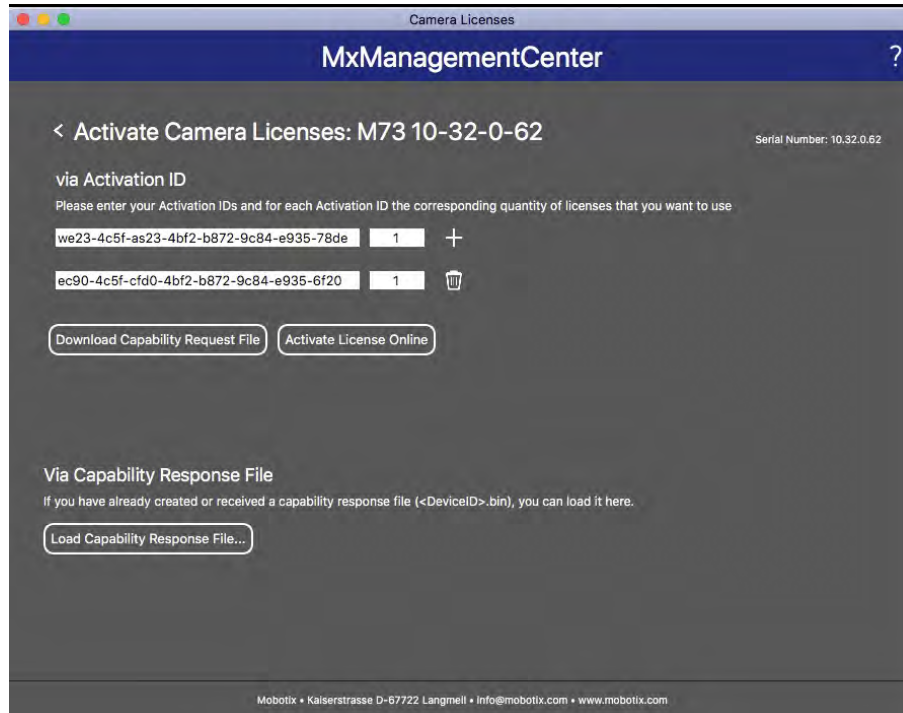 Camera Licenses
MxManagementCenter
?
< Activate Camera Licenses: M73 10-32-0-62
Serial Number: 10.32.0.62
via Activation ID
Please enter your Activation IDs and for each Activation ID the corresponding quantity of licenses that you want to use
we23-4c5f-as23-4bf2-b872-9c84-e935-78de 1 +
ec90-4c5f-cfd0-4bf2-b872-9c84-e935-6f20 1
Download Capability Request File Activate License Online
Via Capability Response File
If you have already created or received a capability response file (<DeviceID>.bin), you can load it here.
Load Capability Response File...
Mobotix • Kaiserstrasse D-67722 Langmeil • info@mobotix.com • www.mobotix.com